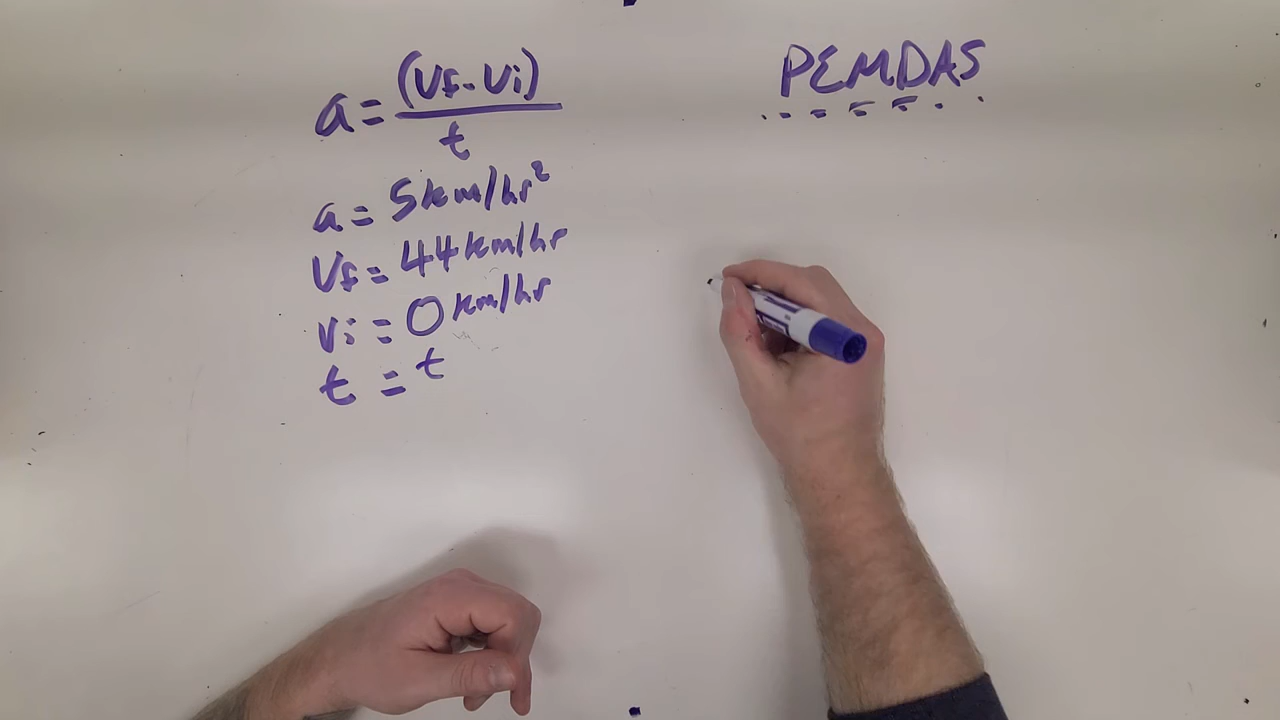 a = (Vf - Vi) / t
a = 5km/hr²
Vf = 44km/hr
Vi = 0km/hr
t = t
PEMDAS